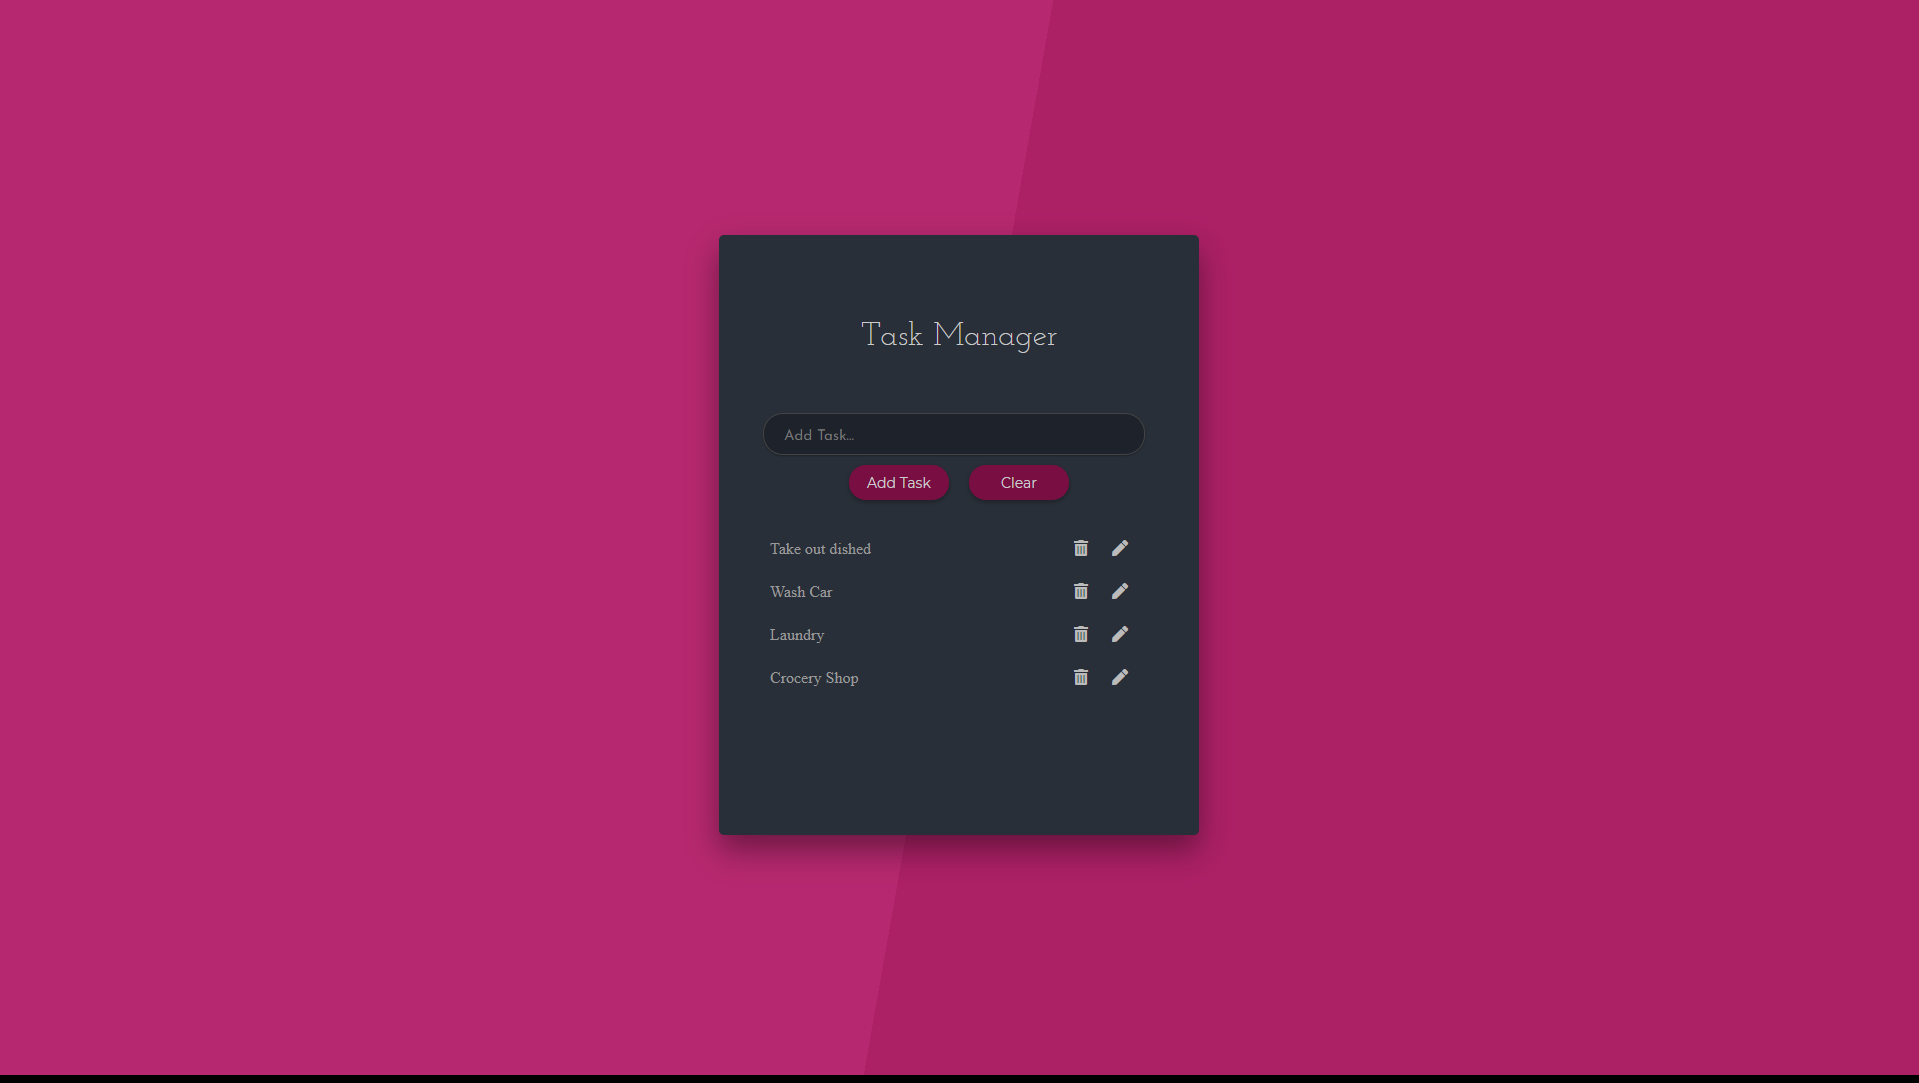 Task Manager
Add Task...
Add Task
Clear
Take out dished
Wash Car
Laundry
Crocery Shop